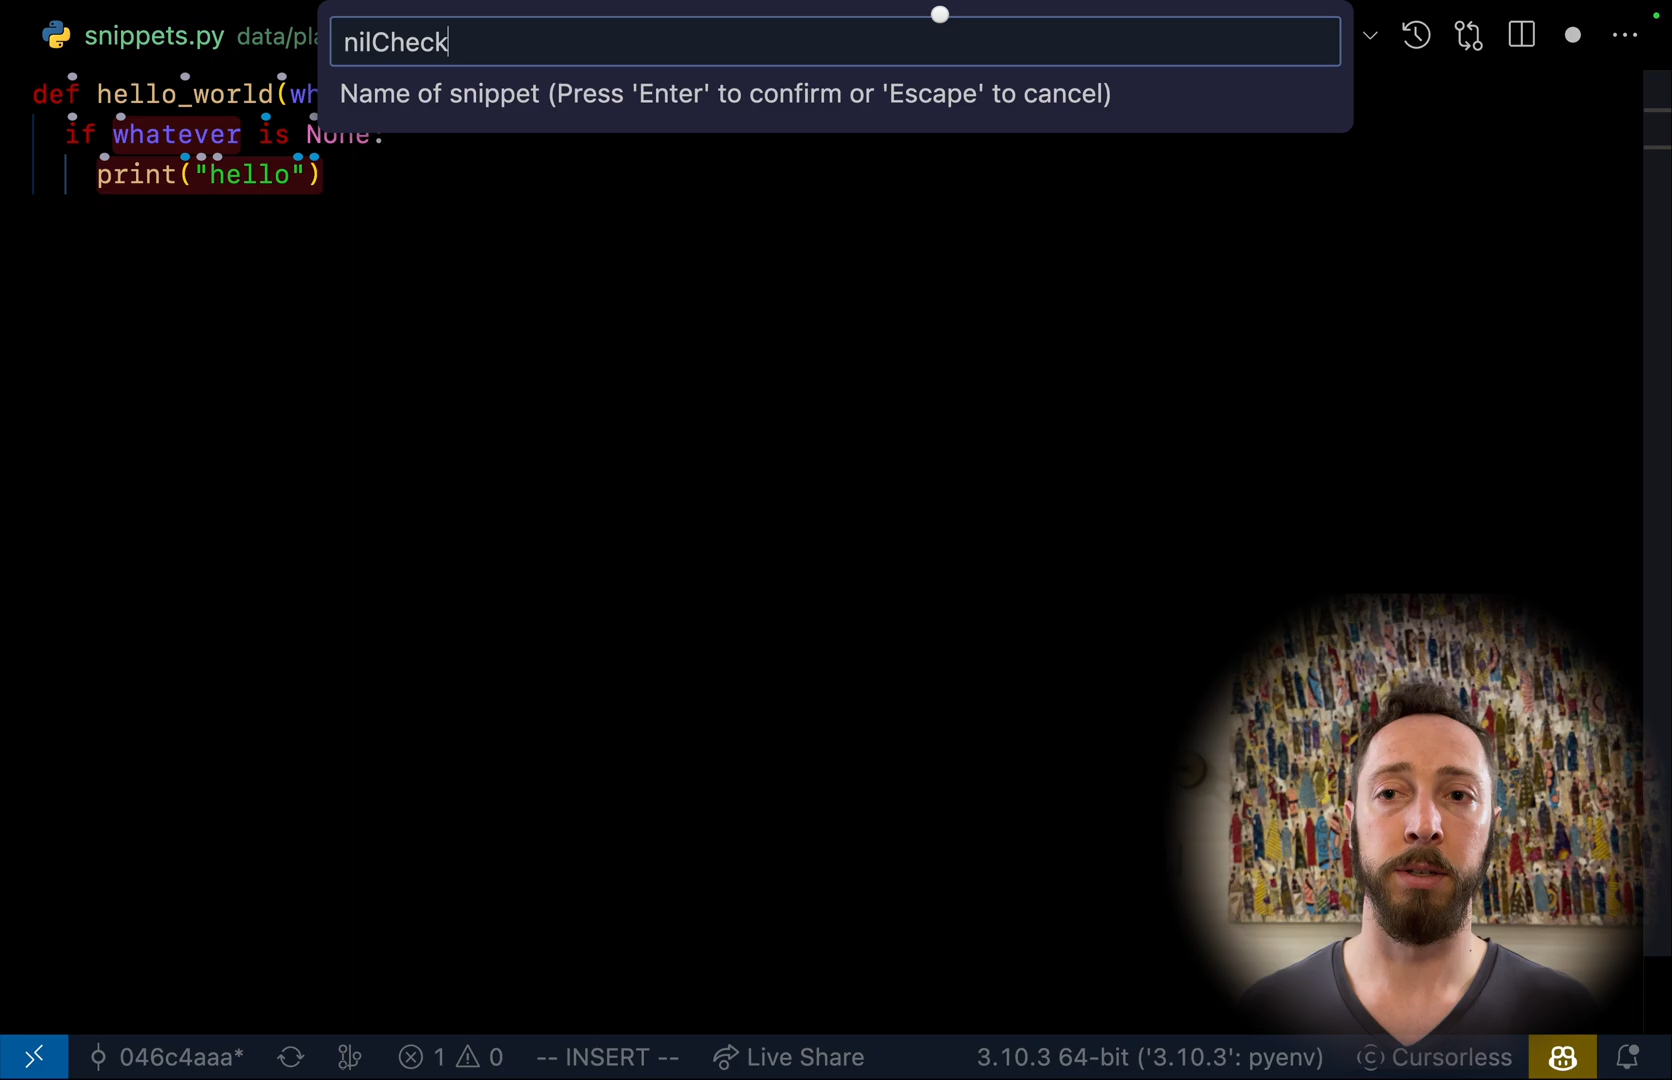 snippets.py data/pla
nilCheck
Name of snippet (Press 'Enter' to confirm or 'Escape' to cancel)
def hello_world(wh
if whatever is None:
print("hello")
046c4aaa* 1 0 -- INSERT -- Live Share 3.10.3 64-bit ('3.10.3': pyenv) Cursorless